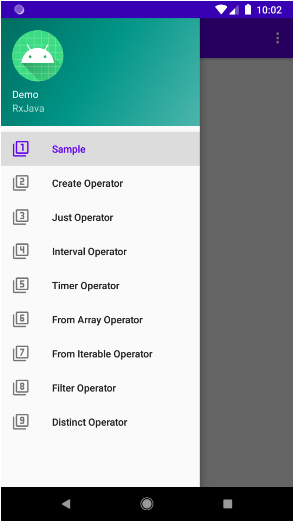 10:02
Demo
RxJava
1 Sample
2 Create Operator
3 Just Operator
4 Interval Operator
5 Timer Operator
6 From Array Operator
7 From Iterable Operator
8 Filter Operator
9 Distinct Operator